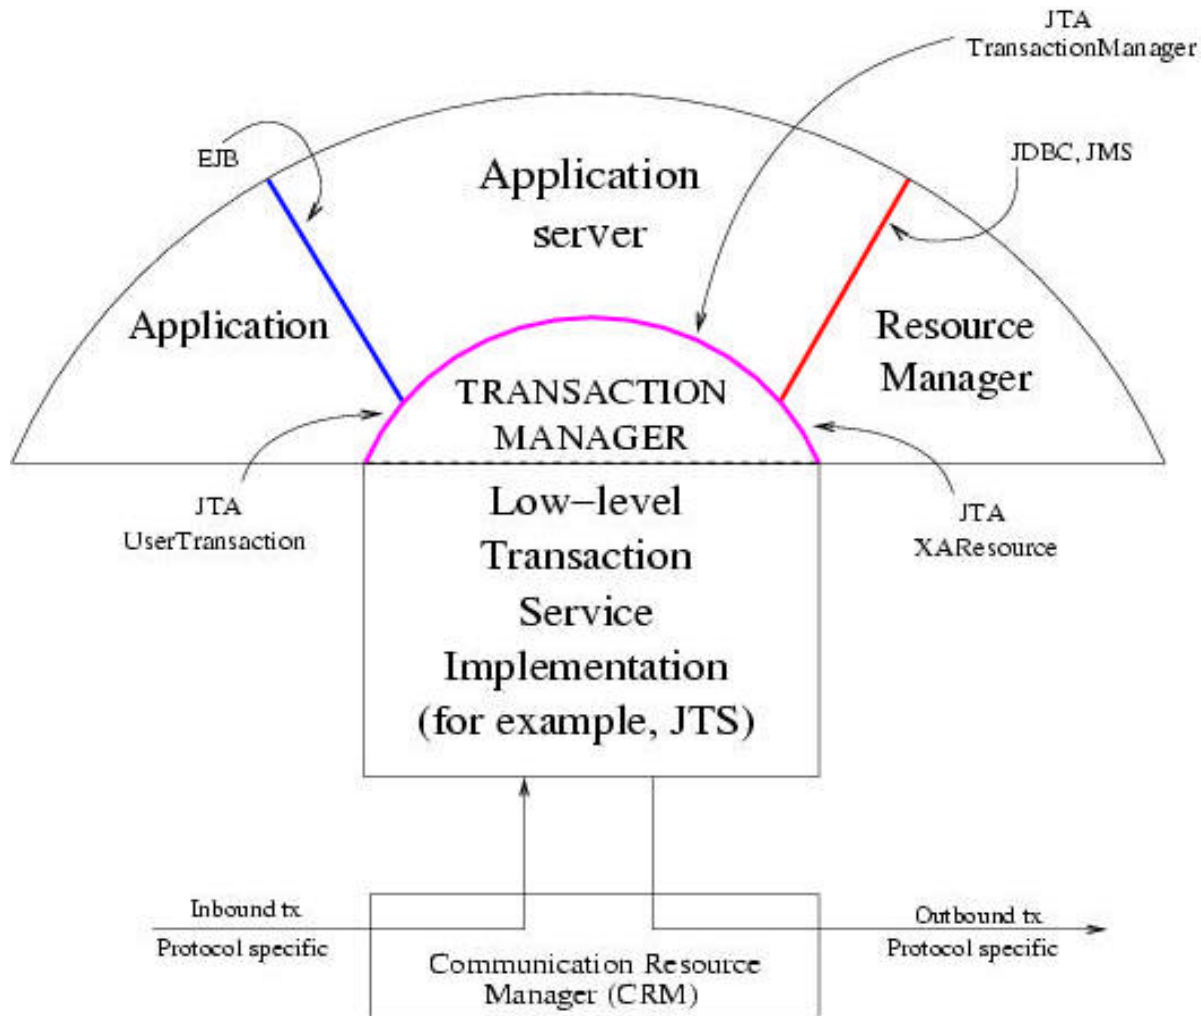 JTA
TransactionManager
EJB
JDBC, JMS
Application
server
Application
Resource
Manager
TRANSACTION
MANAGER
JTA
UserTransaction
JTA
XAResource
Low-level
Transaction
Service
Implementation
(for example, JTS)
Inbound tx
Protocol specific
Outbound tx
Protocol specific
Communication Resource
Manager (CRM)